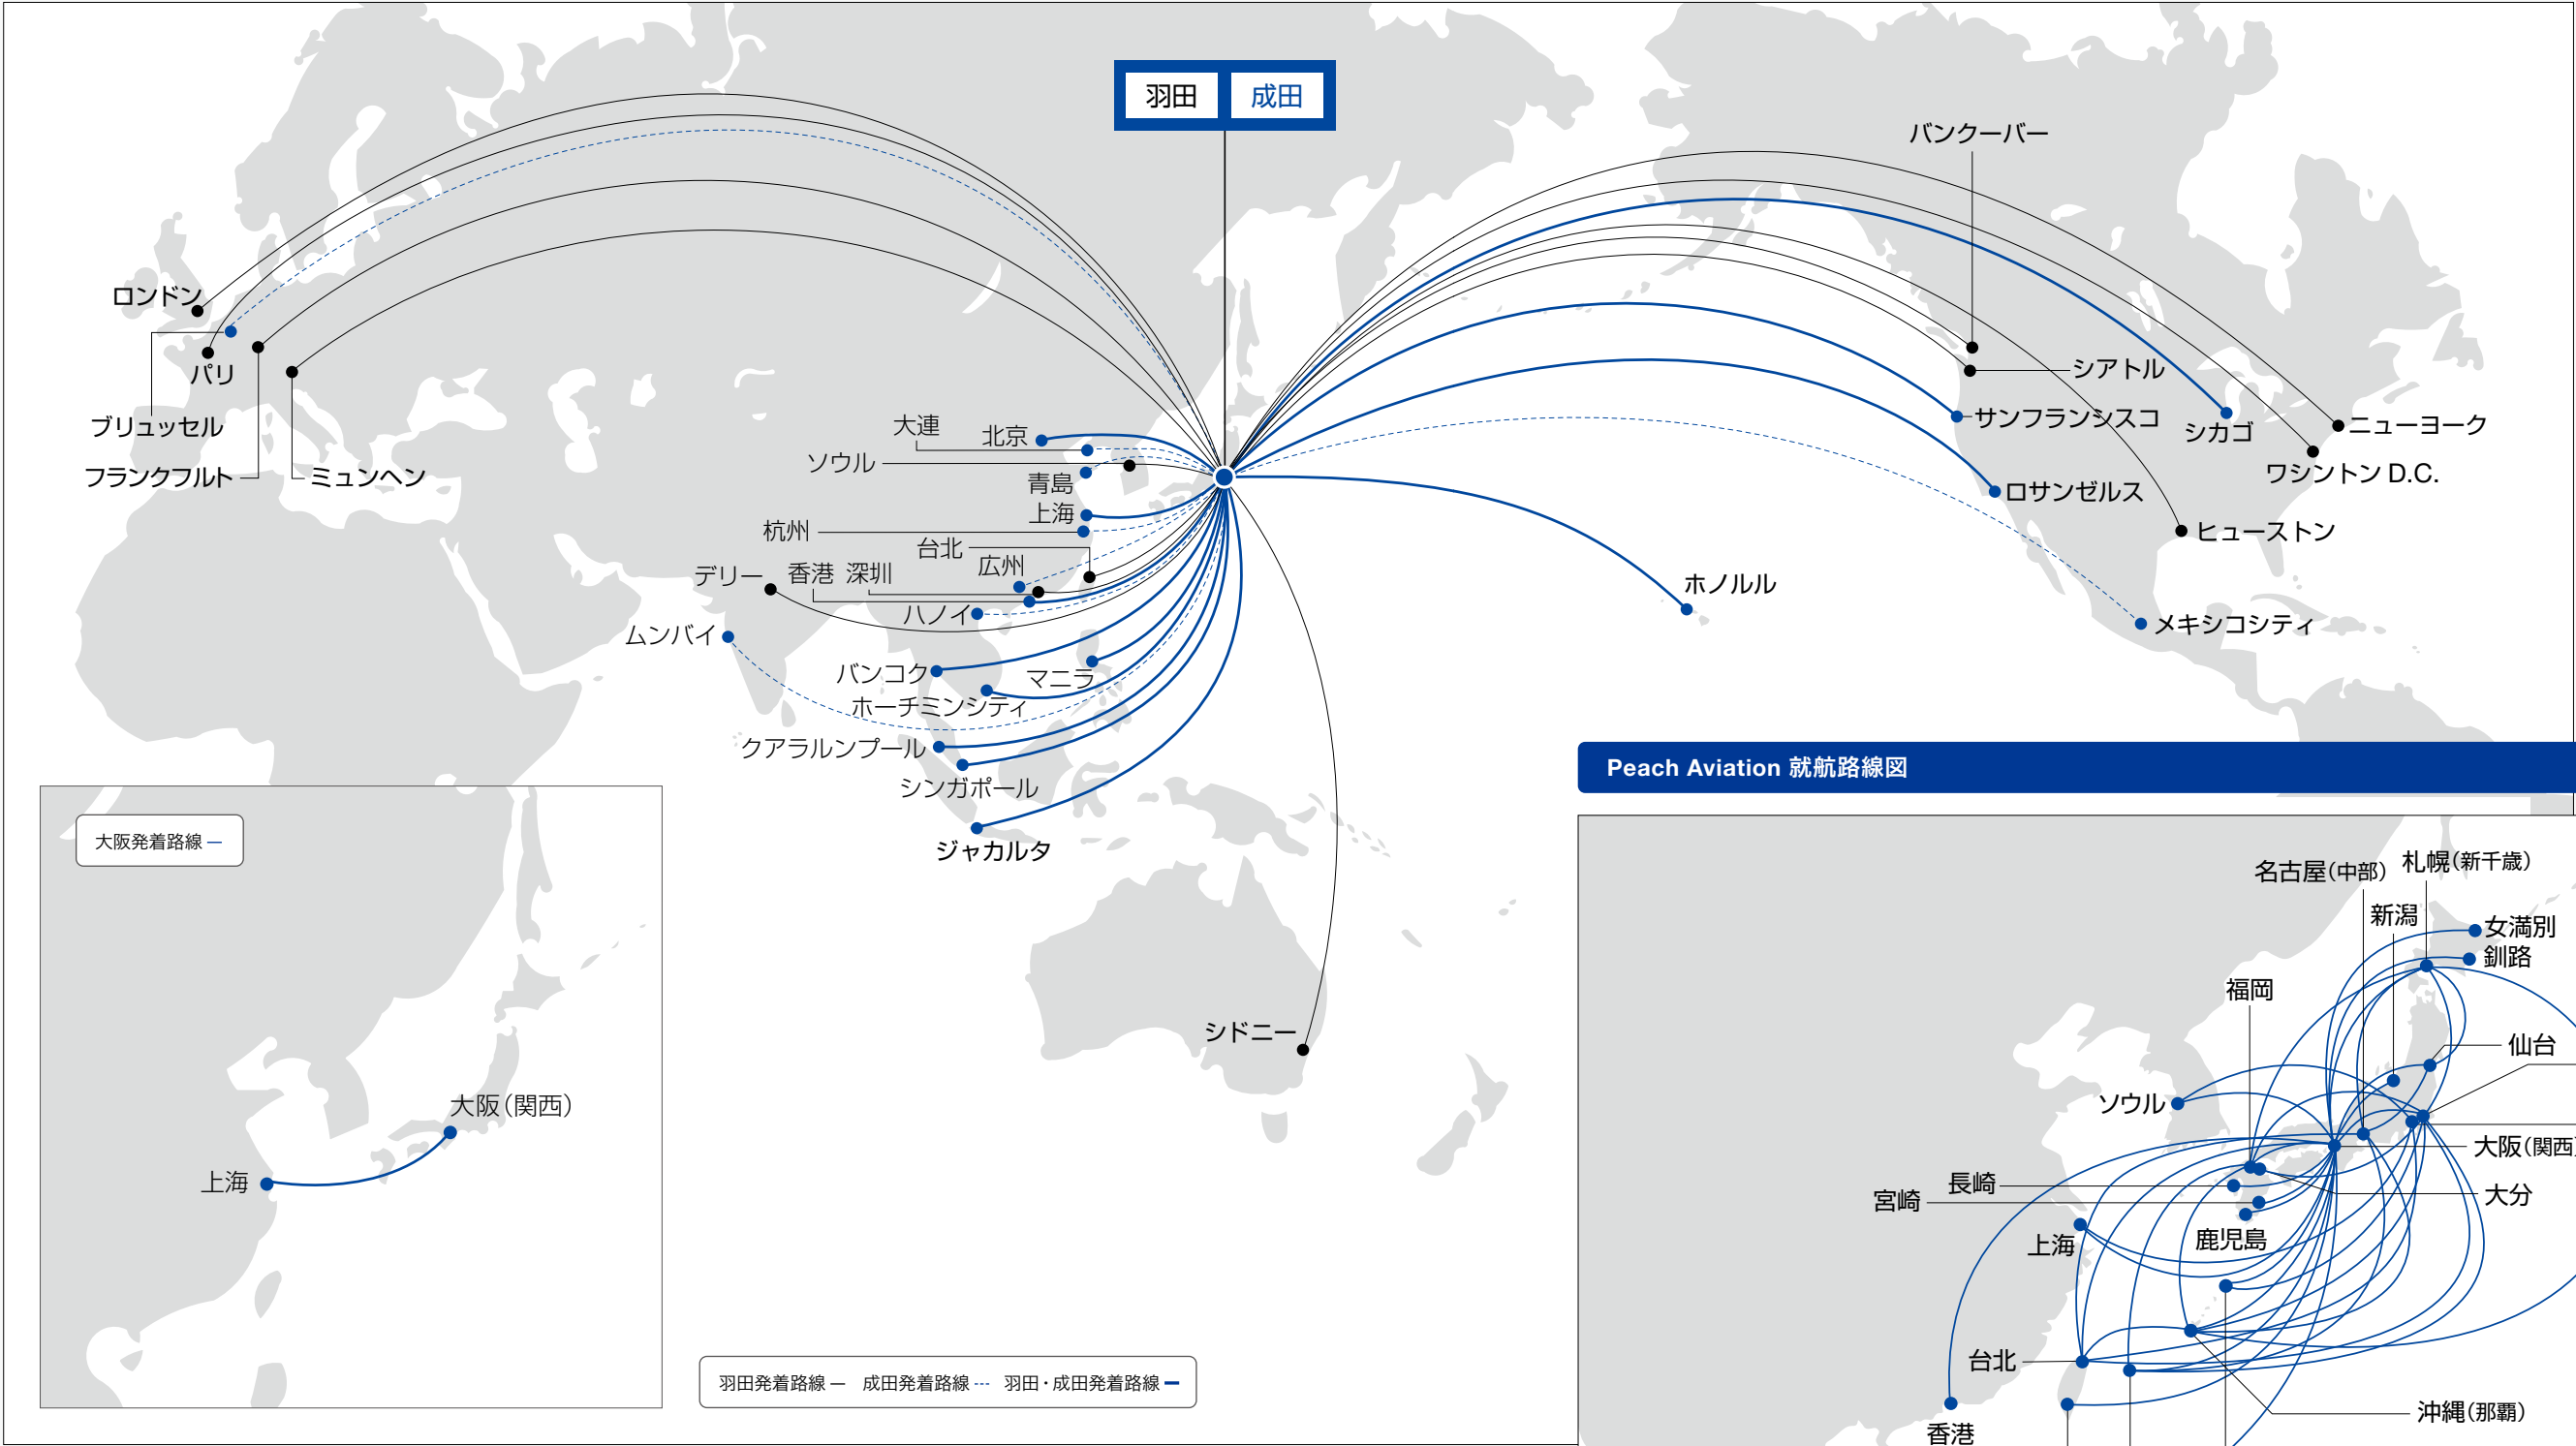 羽田 成田
バンクーバー
ロンドン
パリ
ブリュッセル
フランクフルト
ミュンヘン
シアトル
サンフランシスコ
シカゴ
ニューヨーク
ワシントン D.C.
ロサンゼルス
ヒューストン
ホノルル
メキシコシティ
大連
北京
ソウル
青島
上海
杭州
台北
広州
デリー
香港
深圳
ハノイ
ムンバイ
バンコク
マニラ
ホーチミンシティ
クアラルンプール
シンガポール
ジャカルタ
シドニー
大阪発着路線
大阪（関西）
上海
羽田発着路線 成田発着路線 羽田・成田発着路線
Peach Aviation 就航路線図
名古屋（中部）
札幌（新千歳）
新潟
女満別
釧路
福岡
仙台
ソウル
大阪（関西）
長崎
宮崎
大分
鹿児島
上海
台北
沖縄（那覇）
香港